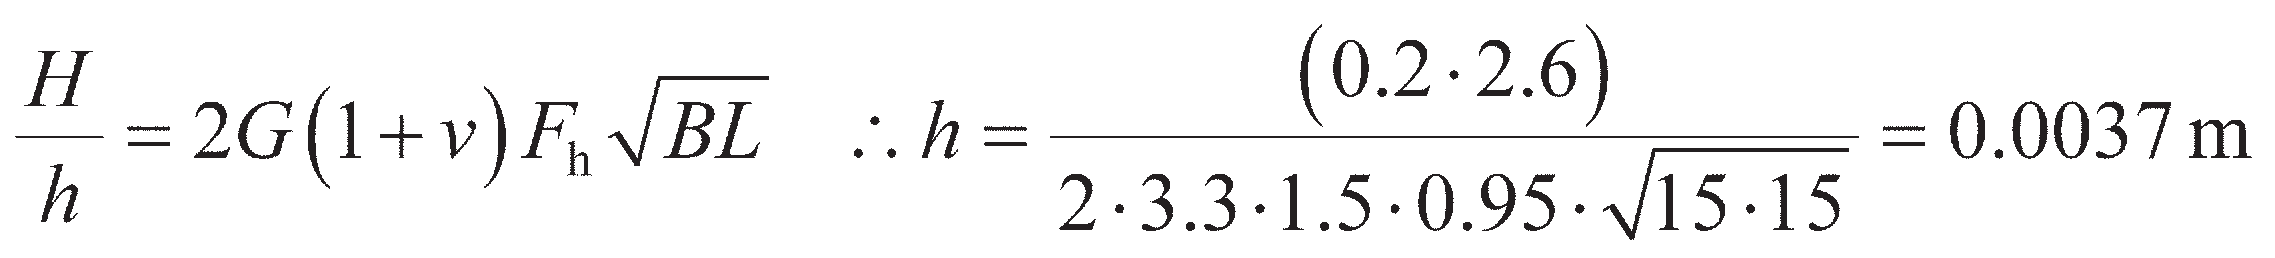 H/h = 2G(1+ν)F_h √BL ∴ h = (0.2·2.6)/(2·3.3·1.5·0.95·√15·15) = 0.0037 m